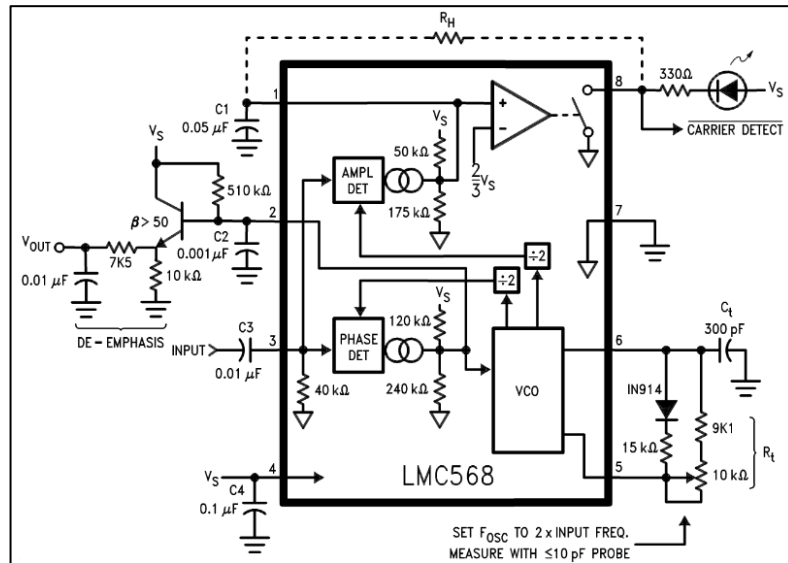 R_H
1
8
330Ω
V_S
C1
0.05 μF
V_S
+
−
CARRIER DETECT
V_S
50 kΩ
2/3 V_S
510 kΩ
AMPL
DET
175 kΩ
7
β > 50
2
V_OUT
C2
0.001 μF
7K5
÷2
0.01 μF
10 kΩ
÷2
V_S
C_t
300 pF
DE-EMPHASIS
120 kΩ
6
C3
INPUT
3
PHASE
DET
VCO
0.01 μF
IN914
9K1
40 kΩ
240 kΩ
15 kΩ
R_t
V_S
4
LMC568
5
10 kΩ
C4
0.1 μF
SET F_OSC TO 2 x INPUT FREQ.
MEASURE WITH ≤10 pF PROBE